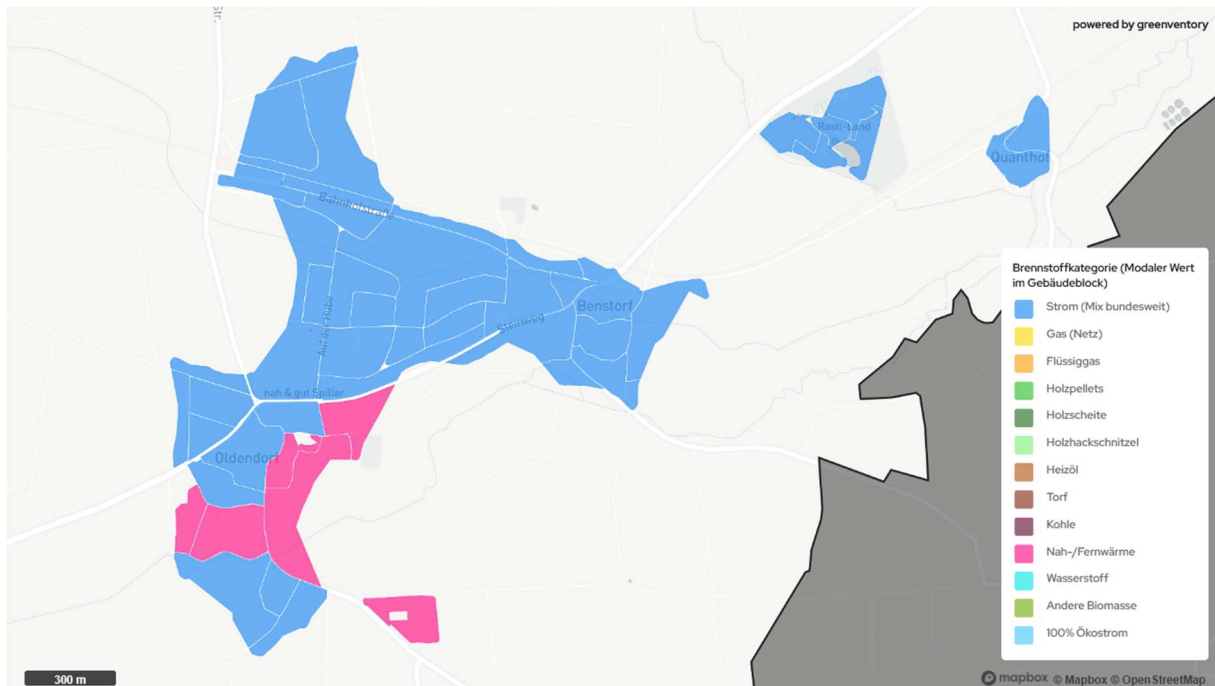 Str.
powered by greenventory
Rasti-Land
Quanthof
Bahnhofstraße
Auf der Hube
Steinweg
Benstorf
nah & gut Spiller
Oldendorf
Brennstoffkategorie (Modaler Wert
im Gebäudeblock)
Strom (Mix bundesweit)
Gas (Netz)
Flüssiggas
Holzpellets
Holzscheite
Holzhackschnitzel
Heizöl
Torf
Kohle
Nah-/Fernwärme
Wasserstoff
Andere Biomasse
100% Ökostrom
300 m
mapbox © Mapbox © OpenStreetMap